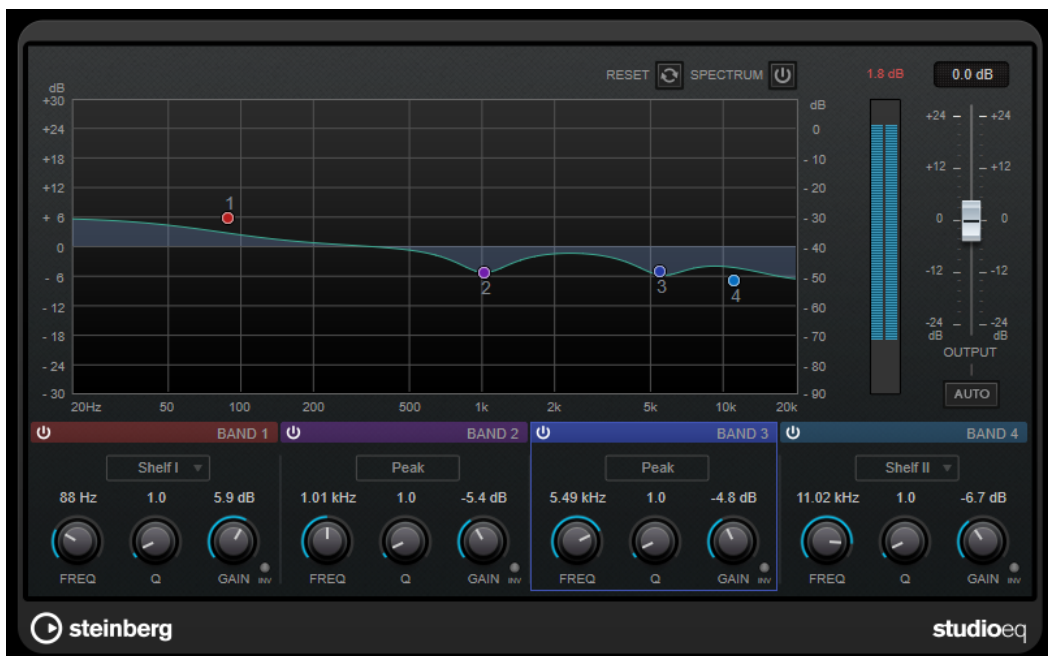 RESET SPECTRUM 1.8 dB 0.0 dB
dB
+30
+24
+18
+12
+ 6
0
- 6
- 12
- 18
- 24
- 30
dB
0
- 10
- 20
- 30
- 40
- 50
- 60
- 70
- 80
- 90
1
2
3
4
20Hz 50 100 200 500 1k 2k 5k 10k 20k
+24 +24
+12 +12
0 0
-12 -12
-24 -24
dB dB
OUTPUT
AUTO
BAND 1
Shelf I
88 Hz 1.0 5.9 dB
FREQ Q GAIN INV
BAND 2
Peak
1.01 kHz 1.0 -5.4 dB
FREQ Q GAIN INV
BAND 3
Peak
5.49 kHz 1.0 -4.8 dB
FREQ Q GAIN INV
BAND 4
Shelf II
11.02 kHz 1.0 -6.7 dB
FREQ Q GAIN INV
steinberg
studioeq